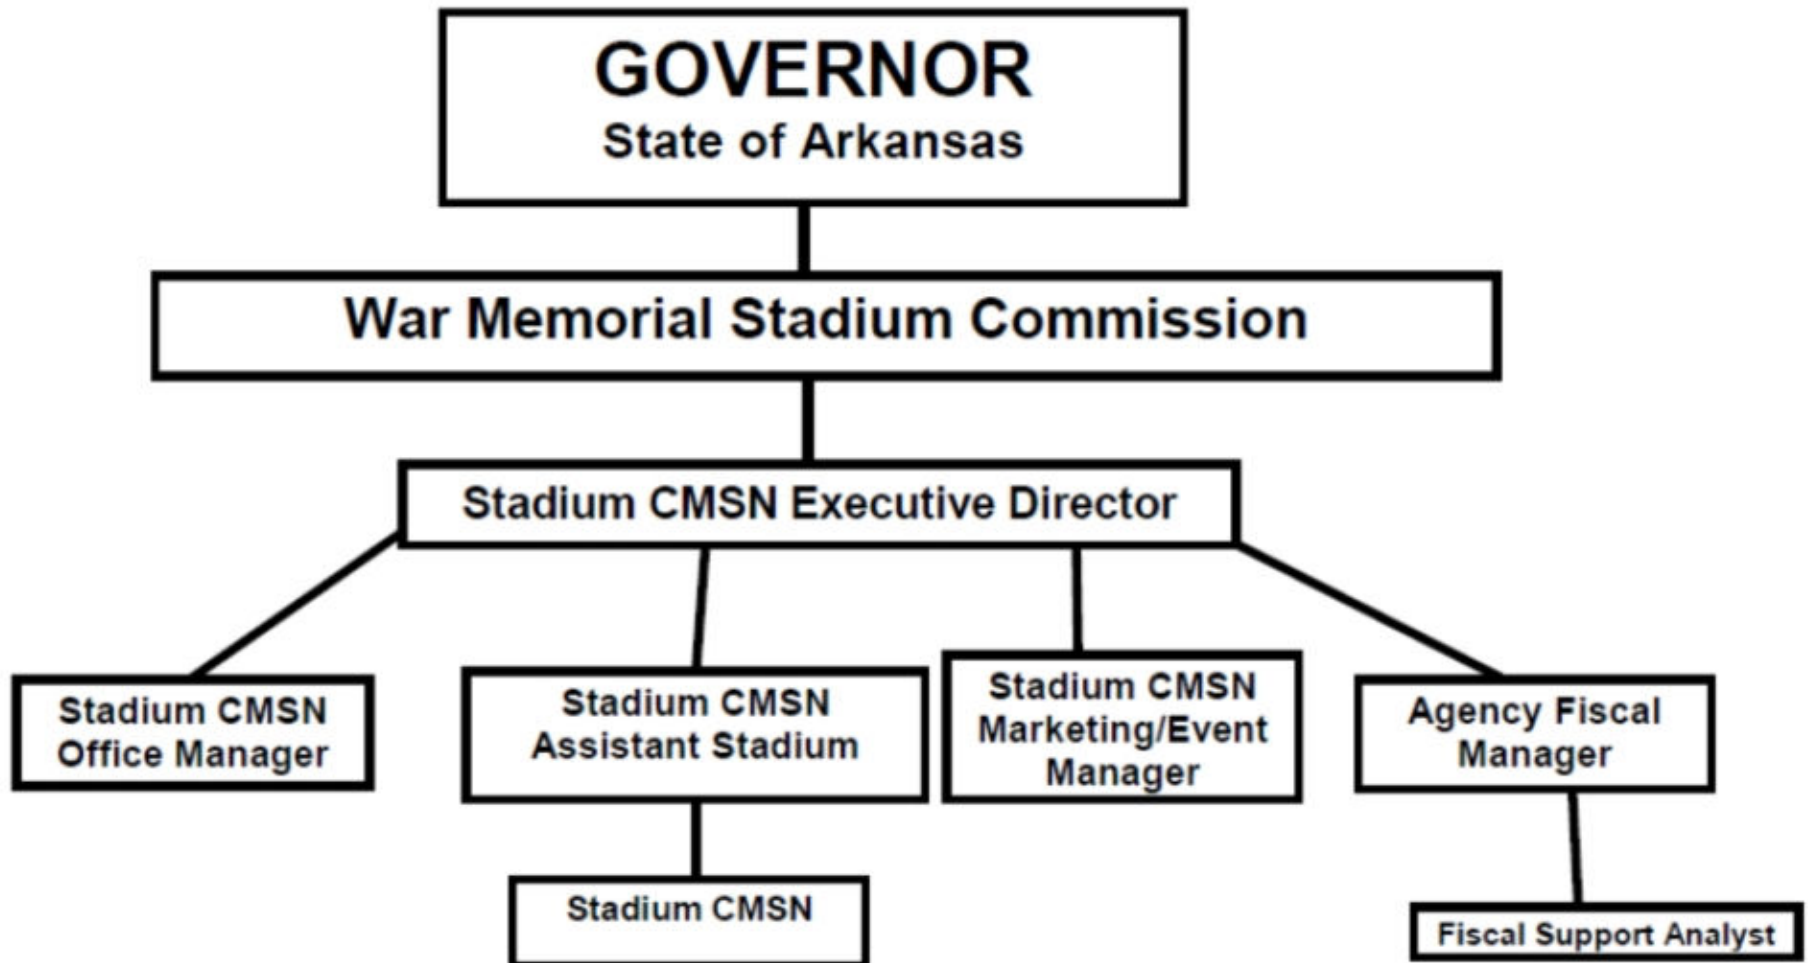 GOVERNOR
State of Arkansas
War Memorial Stadium Commission
Stadium CMSN Executive Director
Stadium CMSN
Office Manager
Stadium CMSN
Assistant Stadium
Stadium CMSN
Marketing/Event
Manager
Agency Fiscal
Manager
Stadium CMSN
Fiscal Support Analyst